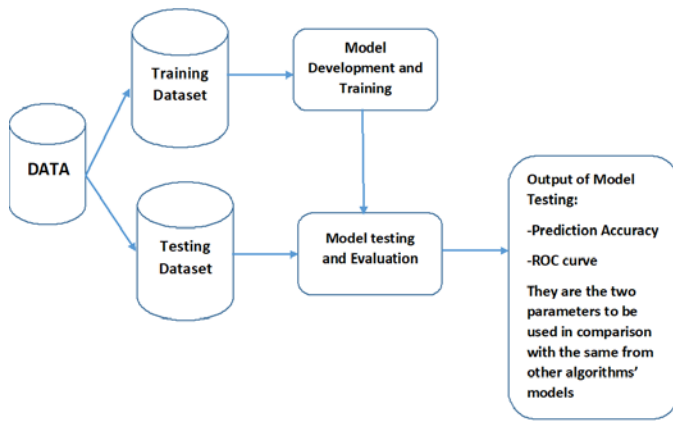 Training
Dataset
Model
Development and
Training
DATA
Testing
Dataset
Model testing
and Evaluation
Output of Model
Testing:
-Prediction Accuracy
-ROC curve
They are the two
parameters to be
used in comparison
with the same from
other algorithms’
models